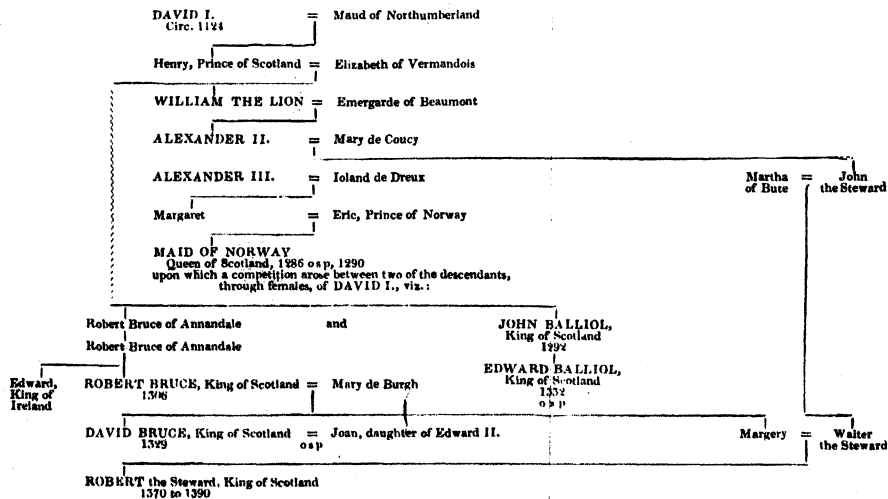 DAVID I. = Maud of Northumberland
Circ. 1124
Henry, Prince of Scotland = Elizabeth of Vermandois
WILLIAM THE LION = Emergarde of Beaumont
ALEXANDER II. = Mary de Coucy
ALEXANDER III. = Ioland de Dreux
Martha = John
of Bute the Steward
Margaret = Eric, Prince of Norway
MAID OF NORWAY
Queen of Scotland, 1286 o s p, 1290
upon which a competition arose between two of the descendants,
through females, of DAVID I., viz.:
Robert Bruce of Annandale and JOHN BALLIOL,
King of Scotland
1292
Robert Bruce of Annandale
EDWARD BALLIOL,
King of Scotland
1332
o s p
Edward,
King of
Ireland
ROBERT BRUCE, King of Scotland = Mary de Burgh
1306
DAVID BRUCE, King of Scotland = Joan, daughter of Edward II.
1329 o s p
Margery = Walter
the Steward
ROBERT the Steward, King of Scotland
1370 to 1390